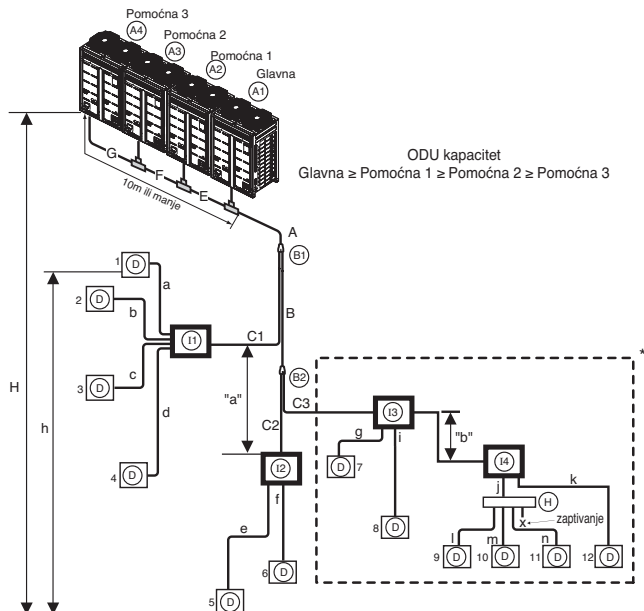 Pomoćna 3
A4
Pomoćna 2
A3
Pomoćna 1
A2
Glavna
A1
G
F
E
10m ili manje
ODU kapacitet
Glavna ≥ Pomoćna 1 ≥ Pomoćna 2 ≥ Pomoćna 3
A
B1
1 D
a
2 D
b
I1
C1
B
3 D
c
d
4 D
H
h
"a"
B2
C2
C3
*
I3
g
i
D 7
"b"
I2
I4
f
e
8 D
j
k
H
x
zaptivanje
l
m
n
9 D
10 D
11 D
12 D
6 D
5 D